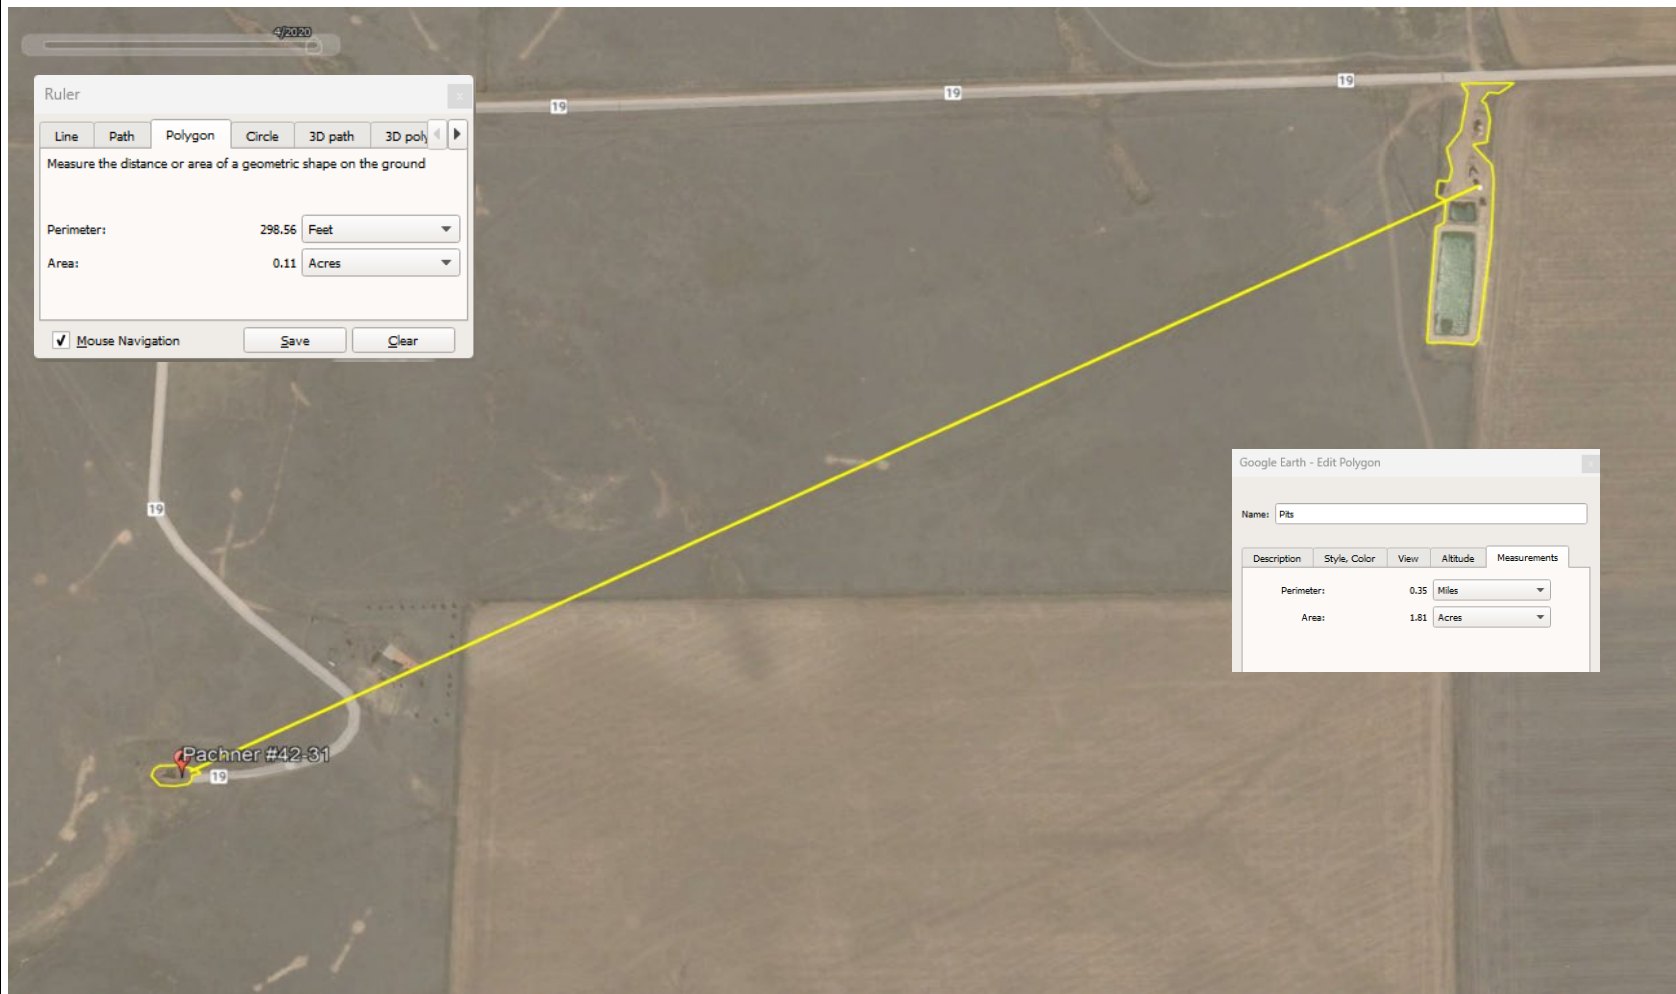 4/2020
Ruler
x
Line Path Polygon Circle 3D path 3D poly
Measure the distance or area of a geometric shape on the ground
Perimeter: 298.56 Feet
Area: 0.11 Acres
Mouse Navigation Save Clear
19
19
19
19
Pachner #42-31
19
Google Earth - Edit Polygon
Name: Pits
Description Style, Color View Altitude Measurements
Perimeter: 0.35 Miles
Area: 1.81 Acres